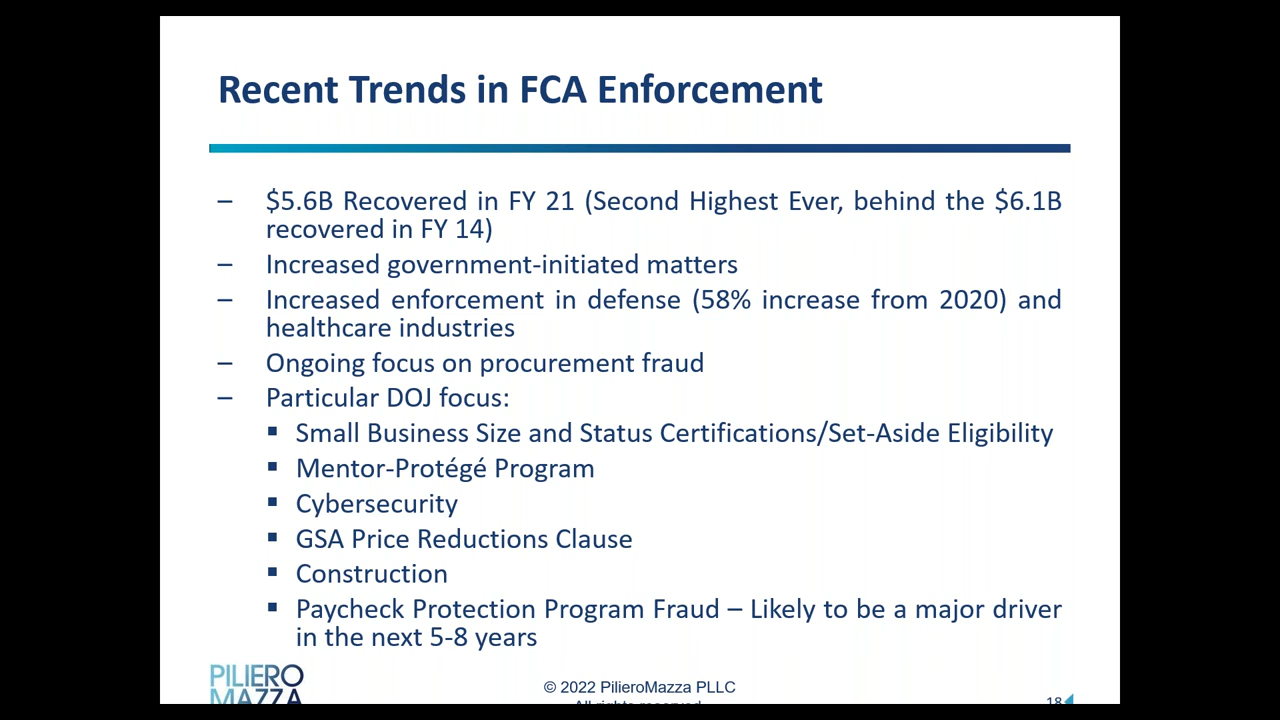 Recent Trends in FCA Enforcement
– $5.6B Recovered in FY 21 (Second Highest Ever, behind the $6.1B
recovered in FY 14)
– Increased government-initiated matters
– Increased enforcement in defense (58% increase from 2020) and
healthcare industries
– Ongoing focus on procurement fraud
– Particular DOJ focus:
▪ Small Business Size and Status Certifications/Set-Aside Eligibility
▪ Mentor-Protégé Program
▪ Cybersecurity
▪ GSA Price Reductions Clause
▪ Construction
▪ Paycheck Protection Program Fraud – Likely to be a major driver
in the next 5-8 years
PILIERO
MAZZA
© 2022 PilieroMazza PLLC
All rights reserved
18